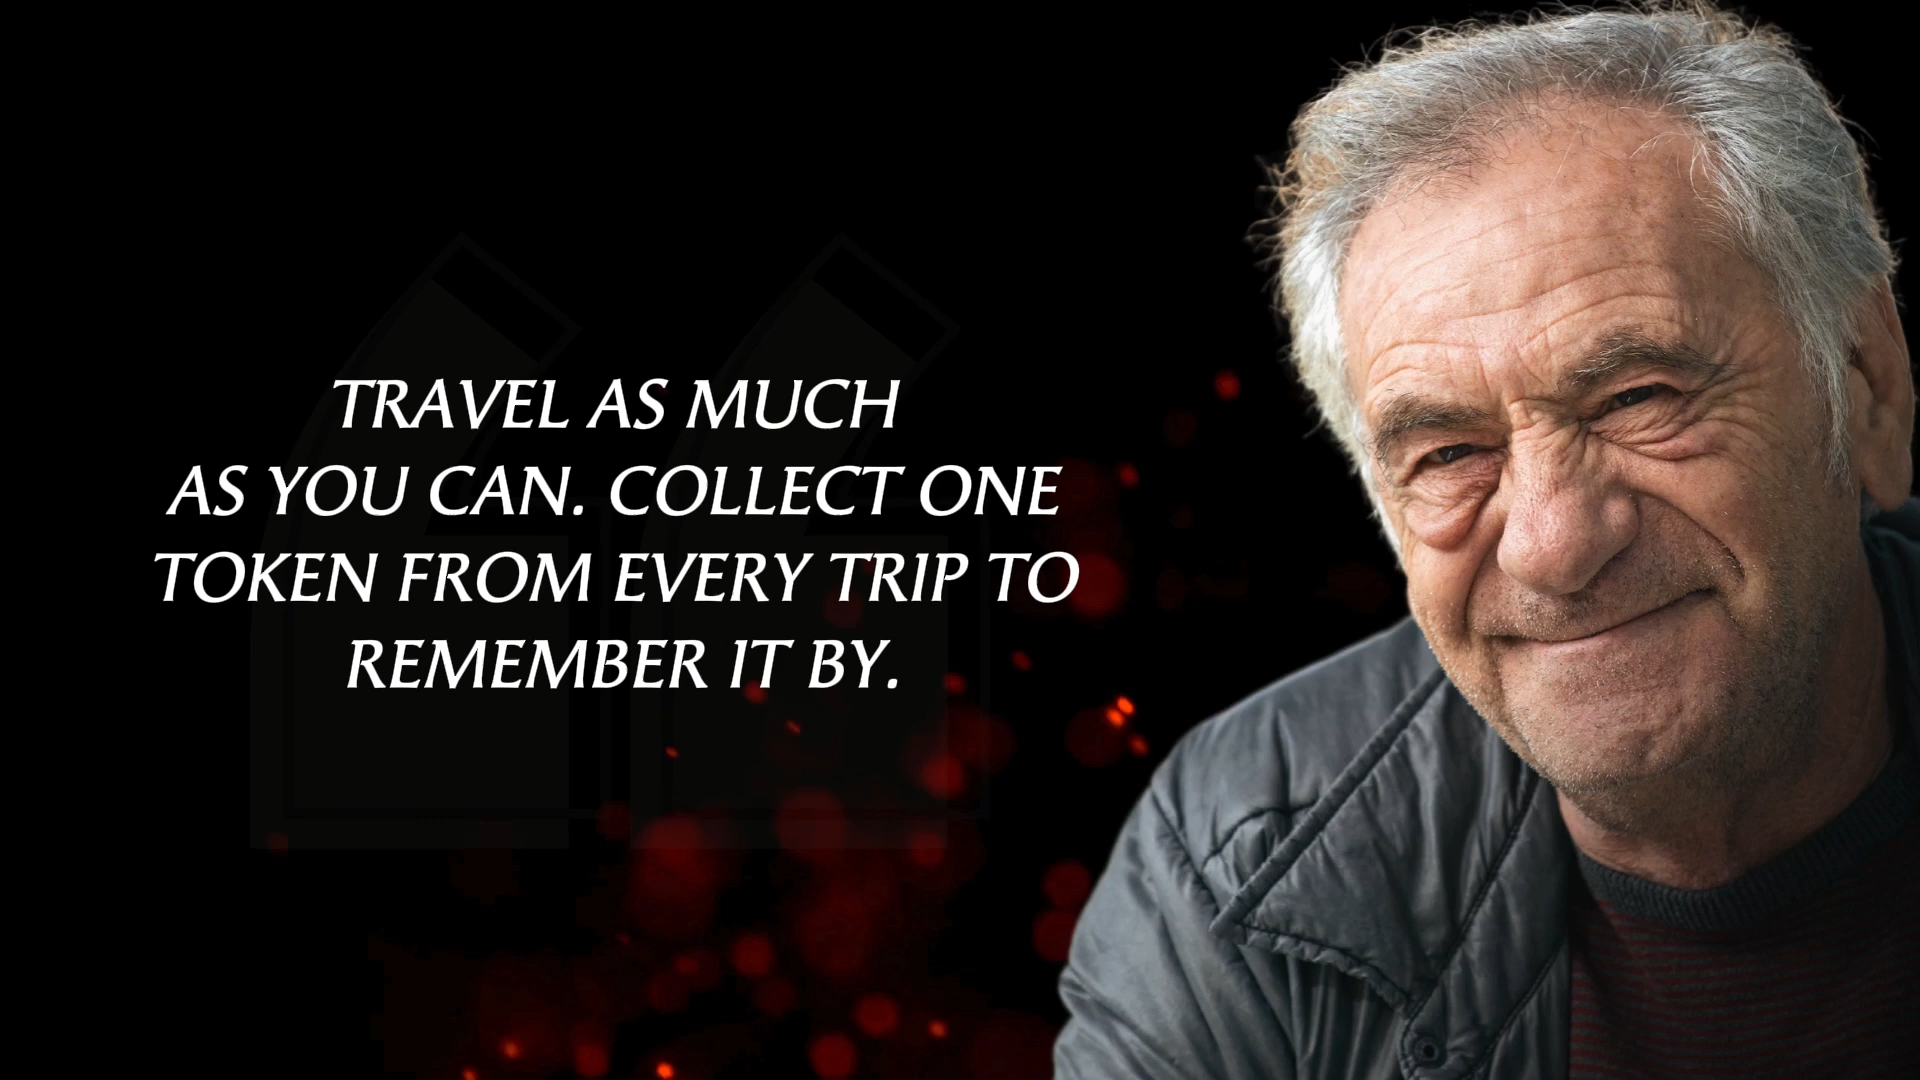 TRAVEL AS MUCH
AS YOU CAN. COLLECT ONE
TOKEN FROM EVERY TRIP TO
REMEMBER IT BY.